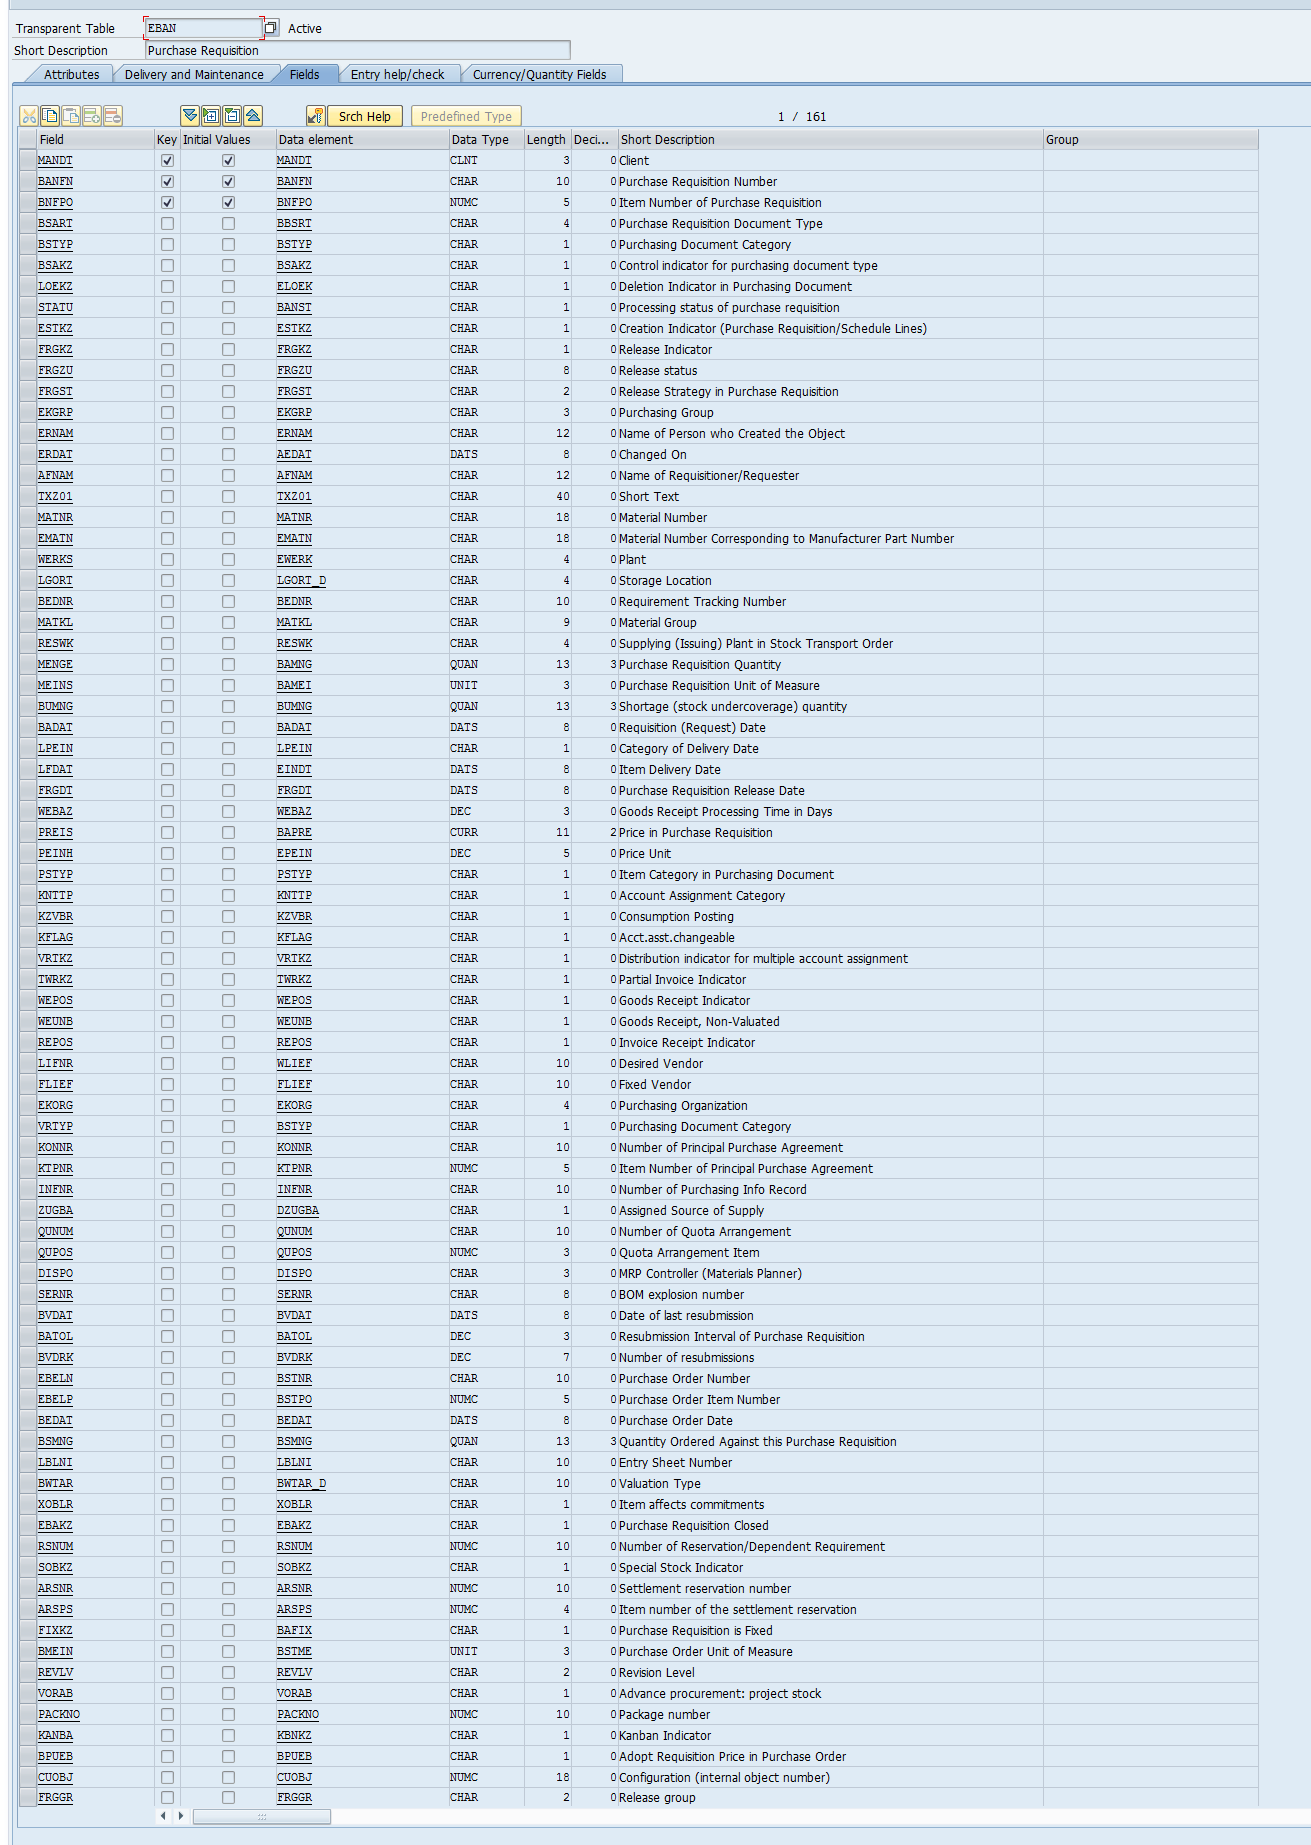 Transparent Table EBAN Active
Short Description Purchase Requisition
Attributes Delivery and Maintenance Fields Entry help/check Currency/Quantity Fields
Srch Help Predefined Type 1 / 161
Field Key Initial Values Data element Data Type Length Deci... Short Description Group
MANDT MANDT CLNT 3 0 Client
BANFN BANFN CHAR 10 0 Purchase Requisition Number
BNFPO BNFPO NUMC 5 0 Item Number of Purchase Requisition
BSART BBSRT CHAR 4 0 Purchase Requisition Document Type
BSTYP BSTYP CHAR 1 0 Purchasing Document Category
BSAKZ BSAKZ CHAR 1 0 Control indicator for purchasing document type
LOEKZ ELOEK CHAR 1 0 Deletion Indicator in Purchasing Document
STATU BANST CHAR 1 0 Processing status of purchase requisition
ESTKZ ESTKZ CHAR 1 0 Creation Indicator (Purchase Requisition/Schedule Lines)
FRGKZ FRGKZ CHAR 1 0 Release Indicator
FRGZU FRGZU CHAR 8 0 Release status
FRGST FRGST CHAR 2 0 Release Strategy in Purchase Requisition
EKGRP EKGRP CHAR 3 0 Purchasing Group
ERNAM ERNAM CHAR 12 0 Name of Person who Created the Object
ERDAT AEDAT DATS 8 0 Changed On
AFNAM AFNAM CHAR 12 0 Name of Requisitioner/Requester
TXZ01 TXZ01 CHAR 40 0 Short Text
MATNR MATNR CHAR 18 0 Material Number
EMATN EMATN CHAR 18 0 Material Number Corresponding to Manufacturer Part Number
WERKS EWERK CHAR 4 0 Plant
LGORT LGORT_D CHAR 4 0 Storage Location
BEDNR BEDNR CHAR 10 0 Requirement Tracking Number
MATKL MATKL CHAR 9 0 Material Group
RESWK RESWK CHAR 4 0 Supplying (Issuing) Plant in Stock Transport Order
MENGE BAMNG QUAN 13 3 Purchase Requisition Quantity
MEINS BAMEI UNIT 3 0 Purchase Requisition Unit of Measure
BUMNG BUMNG QUAN 13 3 Shortage (stock undercoverage) quantity
BADAT BADAT DATS 8 0 Requisition (Request) Date
LPEIN LPEIN CHAR 1 0 Category of Delivery Date
LFDAT EINDT DATS 8 0 Item Delivery Date
FRGDT FRGDT DATS 8 0 Purchase Requisition Release Date
WEBAZ WEBAZ DEC 3 0 Goods Receipt Processing Time in Days
PREIS BAPRE CURR 11 2 Price in Purchase Requisition
PEINH EPEIN DEC 5 0 Price Unit
PSTYP PSTYP CHAR 1 0 Item Category in Purchasing Document
KNTTP KNTTP CHAR 1 0 Account Assignment Category
KZVBR KZVBR CHAR 1 0 Consumption Posting
KFLAG KFLAG CHAR 1 0 Acct.asst.changeable
VRTKZ VRTKZ CHAR 1 0 Distribution indicator for multiple account assignment
TWRKZ TWRKZ CHAR 1 0 Partial Invoice Indicator
WEPOS WEPOS CHAR 1 0 Goods Receipt Indicator
WEUNB WEUNB CHAR 1 0 Goods Receipt, Non-Valuated
REPOS REPOS CHAR 1 0 Invoice Receipt Indicator
LIFNR WLIEF CHAR 10 0 Desired Vendor
FLIEF FLIEF CHAR 10 0 Fixed Vendor
EKORG EKORG CHAR 4 0 Purchasing Organization
VRTYP BSTYP CHAR 1 0 Purchasing Document Category
KONNR KONNR CHAR 10 0 Number of Principal Purchase Agreement
KTPNR KTPNR NUMC 5 0 Item Number of Principal Purchase Agreement
INFNR INFNR CHAR 10 0 Number of Purchasing Info Record
ZUGBA DZUGBA CHAR 1 0 Assigned Source of Supply
QUNUM QUNUM CHAR 10 0 Number of Quota Arrangement
QUPOS QUPOS NUMC 3 0 Quota Arrangement Item
DISPO DISPO CHAR 3 0 MRP Controller (Materials Planner)
SERNR SERNR CHAR 8 0 BOM explosion number
BVDAT BVDAT DATS 8 0 Date of last resubmission
BATOL BATOL DEC 3 0 Resubmission Interval of Purchase Requisition
BVDRK BVDRK DEC 7 0 Number of resubmissions
EBELN BSTNR CHAR 10 0 Purchase Order Number
EBELP BSTPO NUMC 5 0 Purchase Order Item Number
BEDAT BEDAT DATS 8 0 Purchase Order Date
BSMNG BSMNG QUAN 13 3 Quantity Ordered Against this Purchase Requisition
LBLNI LBLNI CHAR 10 0 Entry Sheet Number
BWTAR BWTAR_D CHAR 10 0 Valuation Type
XOBLR XOBLR CHAR 1 0 Item affects commitments
EBAKZ EBAKZ CHAR 1 0 Purchase Requisition Closed
RSNUM RSNUM NUMC 10 0 Number of Reservation/Dependent Requirement
SOBKZ SOBKZ CHAR 1 0 Special Stock Indicator
ARSNR ARSNR NUMC 10 0 Settlement reservation number
ARSPS ARSPS NUMC 4 0 Item number of the settlement reservation
FIXKZ BAFIX CHAR 1 0 Purchase Requisition is Fixed
BMEIN BSTME UNIT 3 0 Purchase Order Unit of Measure
REVLV REVLV CHAR 2 0 Revision Level
VORAB VORAB CHAR 1 0 Advance procurement: project stock
PACKNO PACKNO NUMC 10 0 Package number
KANBA KBNKZ CHAR 1 0 Kanban Indicator
BPUEB BPUEB CHAR 1 0 Adopt Requisition Price in Purchase Order
CUOBJ CUOBJ NUMC 18 0 Configuration (internal object number)
FRGGR FRGGR CHAR 2 0 Release group